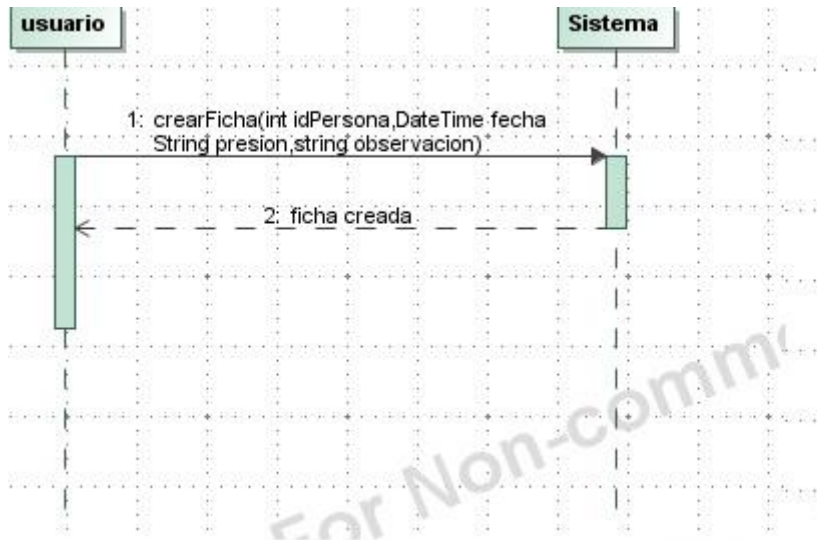 usuario
Sistema
1: crearFicha(int idPersona,DateTime fecha
String presion,string observacion)
2: ficha creada
For Non-comm